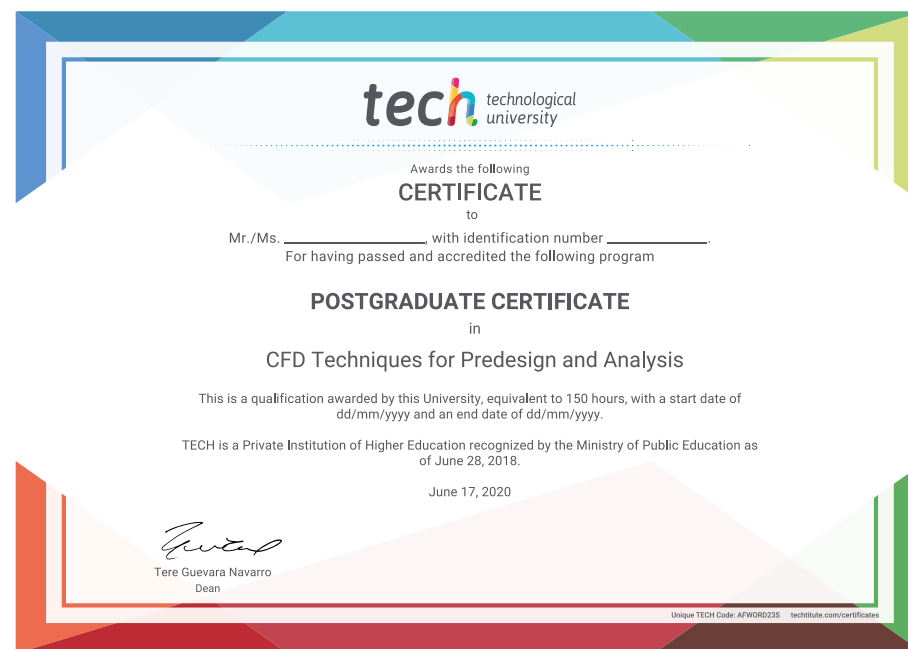 tech technological
university
Awards the following
CERTIFICATE
to
Mr./Ms. ____________________, with identification number ______________.
For having passed and accredited the following program
POSTGRADUATE CERTIFICATE
in
CFD Techniques for Predesign and Analysis
This is a qualification awarded by this University, equivalent to 150 hours, with a start date of
dd/mm/yyyy and an end date of dd/mm/yyyy.
TECH is a Private Institution of Higher Education recognized by the Ministry of Public Education as
of June 28, 2018.
June 17, 2020
Tere Guevara Navarro
Dean
Unique TECH Code: AFWORD23S techtitute.com/certificates